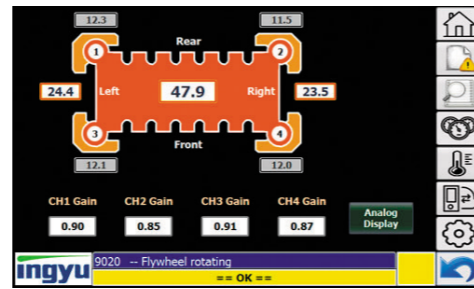 12.3 11.5
Rear
1 2
24.4 Left 47.9 Right 23.5
3 4
Front
12.1 12.0
CH1 Gain CH2 Gain CH3 Gain CH4 Gain
0.90 0.85 0.91 0.87
Analog
Display
ingyu
9020 -- Flywheel rotating
== OK ==